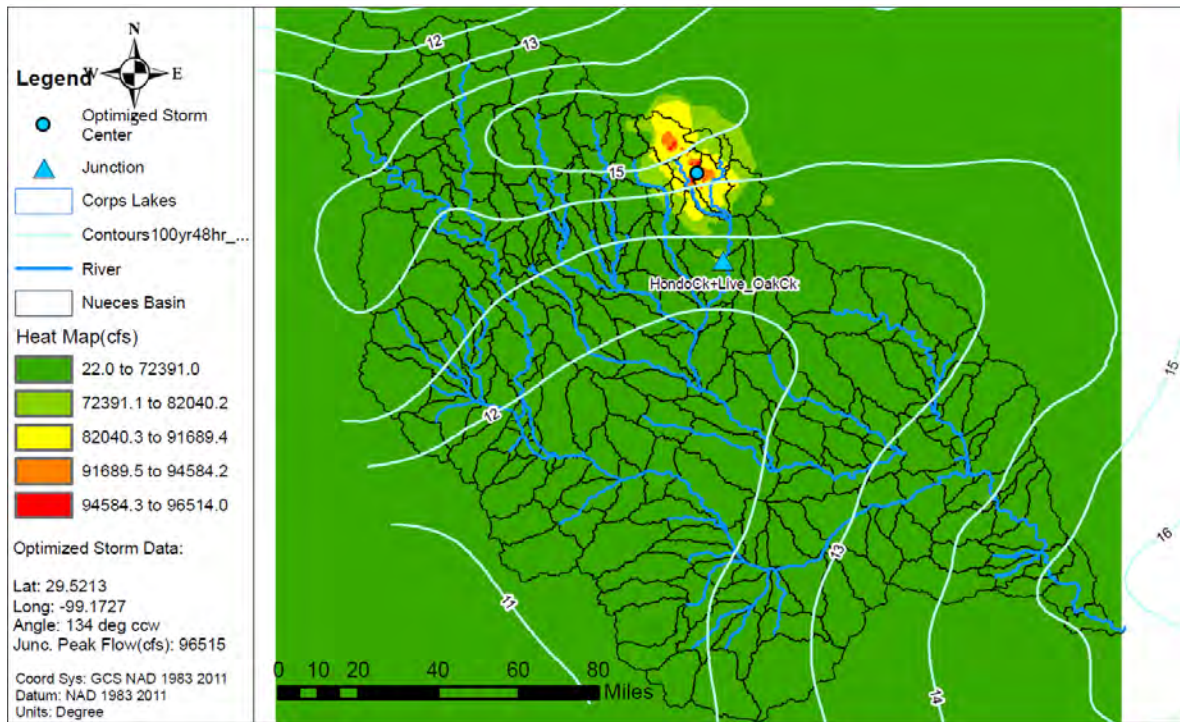 N
W
E
S
Legend
Optimized Storm
Center
Junction
Corps Lakes
Contours100yr48hr_...
River
Nueces Basin
Heat Map(cfs)
22.0 to 72391.0
72391.1 to 82040.2
82040.3 to 91689.4
91689.5 to 94584.2
94584.3 to 96514.0
Optimized Storm Data:
Lat: 29.5213
Long: -99.1727
Angle: 134 deg ccw
Junc. Peak Flow(cfs): 96515
Coord Sys: GCS NAD 1983 2011
Datum: NAD 1983 2011
Units: Degree
12
13
15
HondoCk+Live_OakCk
15
12
16
13
11
14
0 10 20 40 60 80
Miles